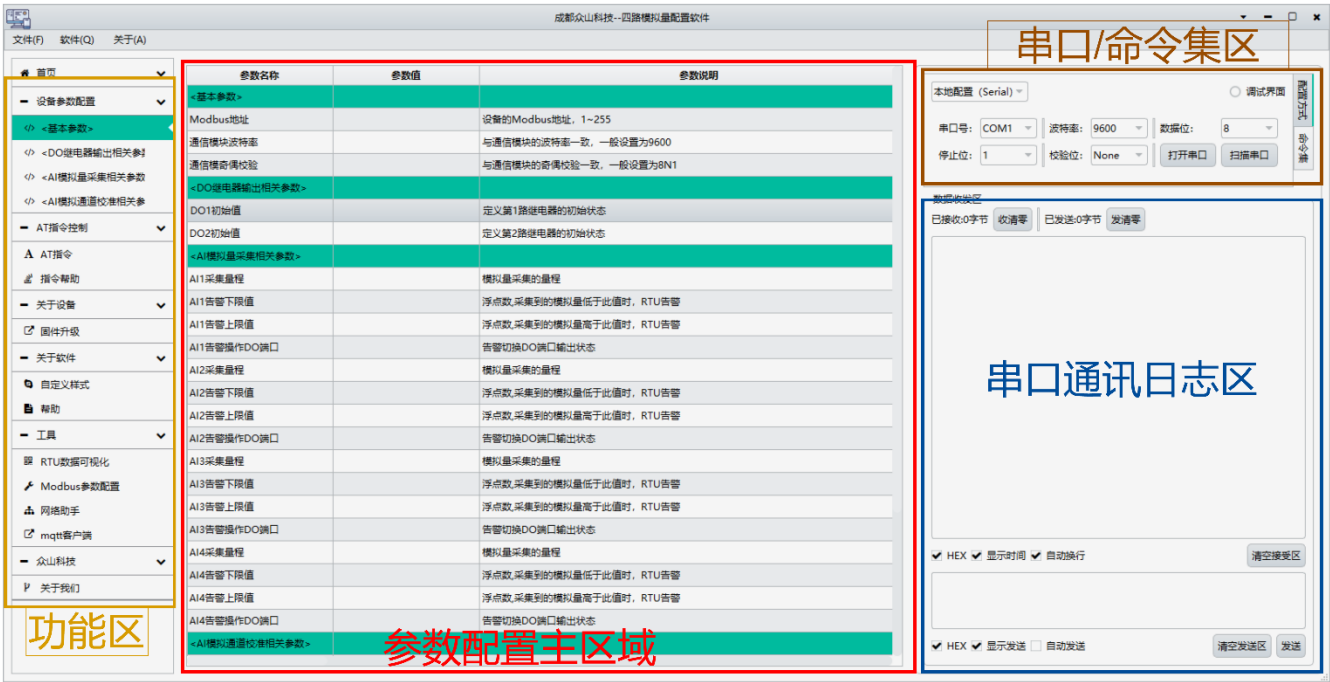 成都众山科技--四路模拟量配置软件
文件(F) 软件(Q) 关于(A)
首页
设备参数配置
<基本参数>
<DO继电器输出相关参
<AI模拟量采集相关参数
<AI模拟通道校准相关参
AT指令控制
AT指令
指令帮助
关于设备
固件升级
关于软件
自定义样式
帮助
工具
RTU数据可视化
Modbus参数配置
网络助手
mqtt客户端
众山科技
关于我们
功能区
参数名称 参数值 参数说明
<基本参数>
Modbus地址 设备的Modbus地址，1~255
通信模块波特率 与通信模块的波特率一致，一般设置为9600
通信模奇偶校验 与通信模块的奇偶校验一致，一般设置为8N1
<DO继电器输出相关参数>
DO1初始值 定义第1路继电器的初始状态
DO2初始值 定义第2路继电器的初始状态
<AI模拟量采集相关参数>
AI1采集量程 模拟量采集的量程
AI1告警下限值 浮点数,采集到的模拟量低于此值时，RTU告警
AI1告警上限值 浮点数,采集到的模拟量高于此值时，RTU告警
AI1告警操作DO端口 告警切换DO端口输出状态
AI2采集量程 模拟量采集的量程
AI2告警下限值 浮点数,采集到的模拟量低于此值时，RTU告警
AI2告警上限值 浮点数,采集到的模拟量高于此值时，RTU告警
AI2告警操作DO端口 告警切换DO端口输出状态
AI3采集量程 模拟量采集的量程
AI3告警下限值 浮点数,采集到的模拟量低于此值时，RTU告警
AI3告警上限值 浮点数,采集到的模拟量高于此值时，RTU告警
AI3告警操作DO端口 告警切换DO端口输出状态
AI4采集量程 模拟量采集的量程
AI4告警下限值 浮点数,采集到的模拟量低于此值时，RTU告警
AI4告警上限值 浮点数,采集到的模拟量高于此值时，RTU告警
AI4告警操作DO端口 告警切换DO端口输出状态
<AI模拟通道校准相关参数>
参数配置主区域
串口/命令集区
本地配置（Serial） 调试界面
串口号： COM1 波特率： 9600 数据位： 8
停止位： 1 校验位： None 打开串口 扫描串口
配置方式
命令集
数据收发区
已接收:0字节 收清零 已发送:0字节 发清零
串口通讯日志区
HEX 显示时间 自动换行 清空接受区
HEX 显示发送 自动发送 清空发送区 发送